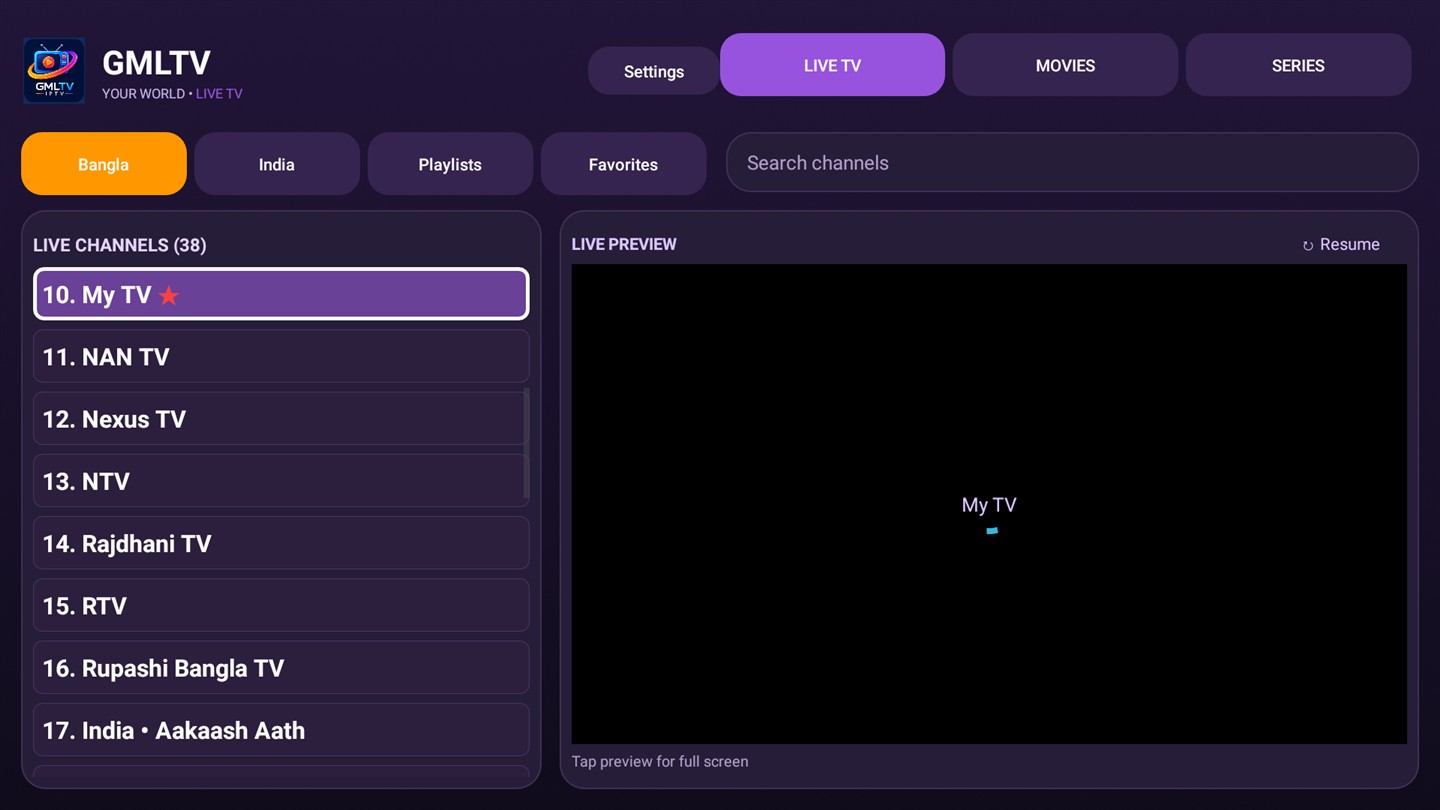 GMLTV
IPTV
GMLTV
YOUR WORLD • LIVE TV
Settings
LIVE TV
MOVIES
SERIES
Bangla
India
Playlists
Favorites
Search channels
LIVE CHANNELS (38)
10. My TV ★
11. NAN TV
12. Nexus TV
13. NTV
14. Rajdhani TV
15. RTV
16. Rupashi Bangla TV
17. India • Aakaash Aath
LIVE PREVIEW
↻ Resume
My TV
Tap preview for full screen